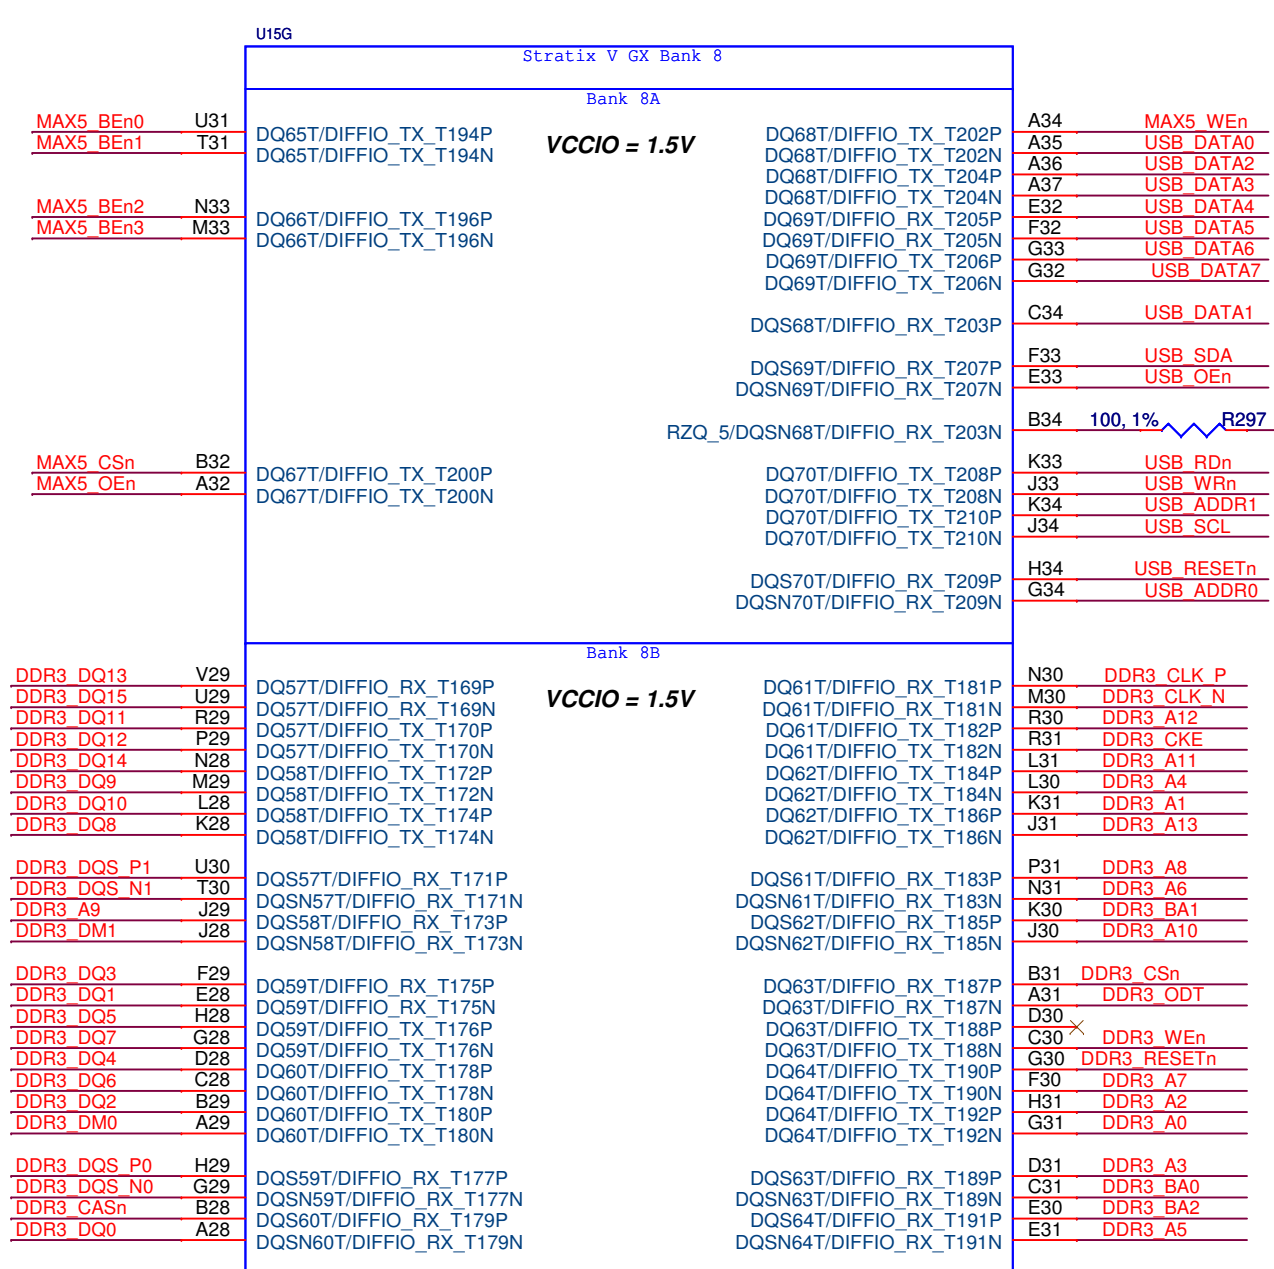 U15G
Stratix V GX Bank 8
Bank 8A
VCCIO = 1.5V
MAX5_BEn0 U31 DQ65T/DIFFIO_TX_T194P DQ68T/DIFFIO_TX_T202P A34 MAX5_WEn
MAX5_BEn1 T31 DQ65T/DIFFIO_TX_T194N DQ68T/DIFFIO_TX_T202N A35 USB_DATA0
DQ68T/DIFFIO_TX_T204P A36 USB_DATA2
DQ68T/DIFFIO_TX_T204N A37 USB_DATA3
MAX5_BEn2 N33 DQ66T/DIFFIO_TX_T196P DQ69T/DIFFIO_TX_T205P E32 USB_DATA4
MAX5_BEn3 M33 DQ66T/DIFFIO_TX_T196N DQ69T/DIFFIO_TX_T205N F32 USB_DATA5
DQ69T/DIFFIO_TX_T206P G33 USB_DATA6
DQ69T/DIFFIO_TX_T206N G32 USB_DATA7
DQS68T/DIFFIO_RX_T203P C34 USB_DATA1
DQS69T/DIFFIO_RX_T207P F33 USB_SDA
DQSN69T/DIFFIO_RX_T207N E33 USB_OEn
RZQ_5/DQSN68T/DIFFIO_RX_T203N B34 100, 1% R297
MAX5_CSn B32 DQ67T/DIFFIO_TX_T200P DQ70T/DIFFIO_TX_T208P K33 USB_RDn
MAX5_OEn A32 DQ67T/DIFFIO_TX_T200N DQ70T/DIFFIO_TX_T208N J33 USB_WRn
DQ70T/DIFFIO_TX_T210P K34 USB_ADDR1
DQ70T/DIFFIO_TX_T210N J34 USB_SCL
DQS70T/DIFFIO_RX_T209P H34 USB_RESETn
DQSN70T/DIFFIO_RX_T209N G34 USB_ADDR0
Bank 8B
VCCIO = 1.5V
DDR3_DQ13 V29 DQ57T/DIFFIO_RX_T169P DQ61T/DIFFIO_TX_T181P N30 DDR3_CLK_P
DDR3_DQ15 U29 DQ57T/DIFFIO_RX_T169N DQ61T/DIFFIO_TX_T181N M30 DDR3_CLK_N
DDR3_DQ11 R29 DQ57T/DIFFIO_TX_T170P DQ61T/DIFFIO_TX_T182P R30 DDR3_A12
DDR3_DQ12 P29 DQ57T/DIFFIO_TX_T170N DQ61T/DIFFIO_TX_T182N R31 DDR3_CKE
DDR3_DQ14 N28 DQ58T/DIFFIO_TX_T172P DQ62T/DIFFIO_TX_T184P L31 DDR3_A11
DDR3_DQ9 M29 DQ58T/DIFFIO_TX_T172N DQ62T/DIFFIO_TX_T184N L30 DDR3_A4
DDR3_DQ10 L28 DQ58T/DIFFIO_TX_T174P DQ62T/DIFFIO_TX_T186P K31 DDR3_A1
DDR3_DQ8 K28 DQ58T/DIFFIO_TX_T174N DQ62T/DIFFIO_TX_T186N J31 DDR3_A13
DDR3_DQS_P1 U30 DQS57T/DIFFIO_RX_T171P DQS61T/DIFFIO_RX_T183P P31 DDR3_A8
DDR3_DQS_N1 T30 DQSN57T/DIFFIO_RX_T171N DQSN61T/DIFFIO_RX_T183N N31 DDR3_A6
DDR3_A9 J29 DQS58T/DIFFIO_RX_T173P DQS62T/DIFFIO_RX_T185P K30 DDR3_BA1
DDR3_DM1 J28 DQSN58T/DIFFIO_RX_T173N DQSN62T/DIFFIO_RX_T185N J30 DDR3_A10
DDR3_DQ3 F29 DQ59T/DIFFIO_RX_T175P DQ63T/DIFFIO_RX_T187P B31 DDR3_CSn
DDR3_DQ1 E28 DQ59T/DIFFIO_RX_T175N DQ63T/DIFFIO_RX_T187N A31 DDR3_ODT
DDR3_DQ5 H28 DQ59T/DIFFIO_TX_T176P DQ63T/DIFFIO_TX_T188P D30
DDR3_DQ7 G28 DQ59T/DIFFIO_TX_T176N DQ63T/DIFFIO_TX_T188N C30 DDR3_WEn
DDR3_DQ4 D28 DQ60T/DIFFIO_TX_T178P DQ64T/DIFFIO_TX_T190P G30 DDR3_RESETn
DDR3_DQ6 C28 DQ60T/DIFFIO_TX_T178N DQ64T/DIFFIO_TX_T190N F30 DDR3_A7
DDR3_DQ2 B29 DQ60T/DIFFIO_TX_T180P DQ64T/DIFFIO_TX_T192P H31 DDR3_A2
DDR3_DM0 A29 DQ60T/DIFFIO_TX_T180N DQ64T/DIFFIO_TX_T192N G31 DDR3_A0
DDR3_DQS_P0 H29 DQS59T/DIFFIO_RX_T177P DQS63T/DIFFIO_RX_T189P D31 DDR3_A3
DDR3_DQS_N0 G29 DQSN59T/DIFFIO_RX_T177N DQSN63T/DIFFIO_RX_T189N C31 DDR3_BA0
DDR3_CASn B28 DQS60T/DIFFIO_RX_T179P DQS64T/DIFFIO_RX_T191P E30 DDR3_BA2
DDR3_DQ0 A28 DQSN60T/DIFFIO_RX_T179N DQSN64T/DIFFIO_RX_T191N E31 DDR3_A5